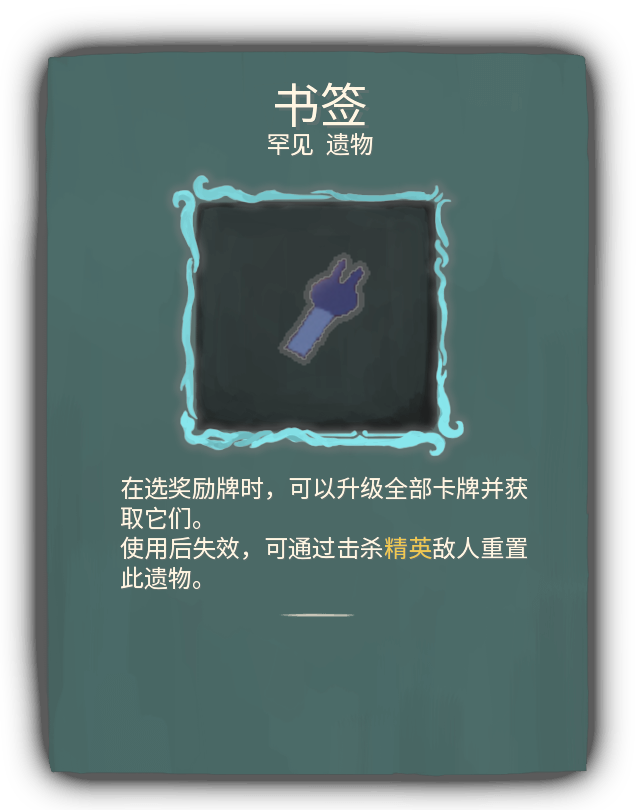 书签
罕见 遗物
在选奖励牌时，可以升级全部卡牌并获
取它们。
使用后失效，可通过击杀精英敌人重置
此遗物。